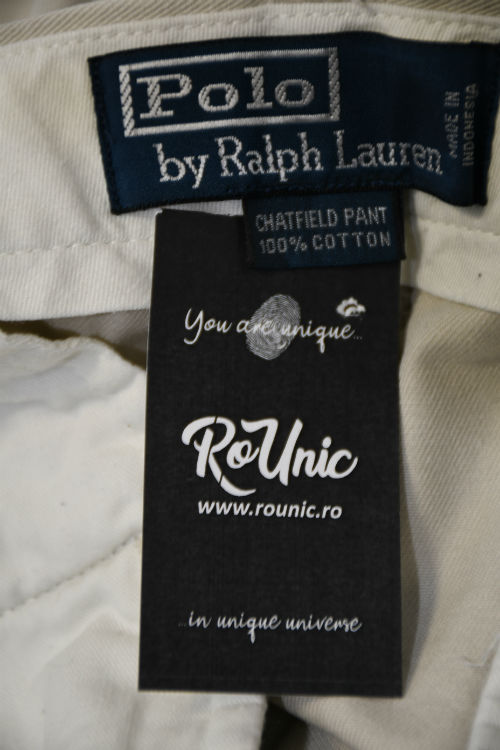 Polo
by Ralph Lauren
MADE IN
INDONESIA
CHATFIELD PANT
100% COTTON
You are unique...
RoUnic
www.rounic.ro
...in unique universe